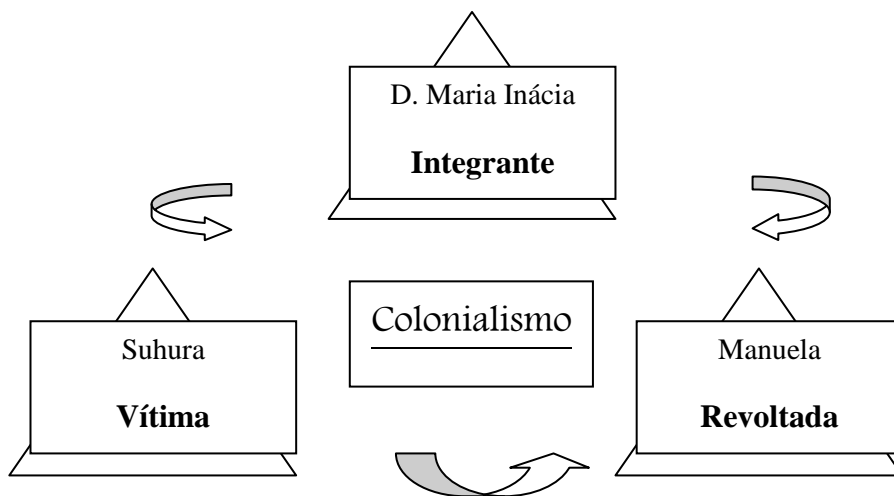 D. Maria Inácia
Integrante
Colonialismo
Suhura
Vítima
Manuela
Revoltada